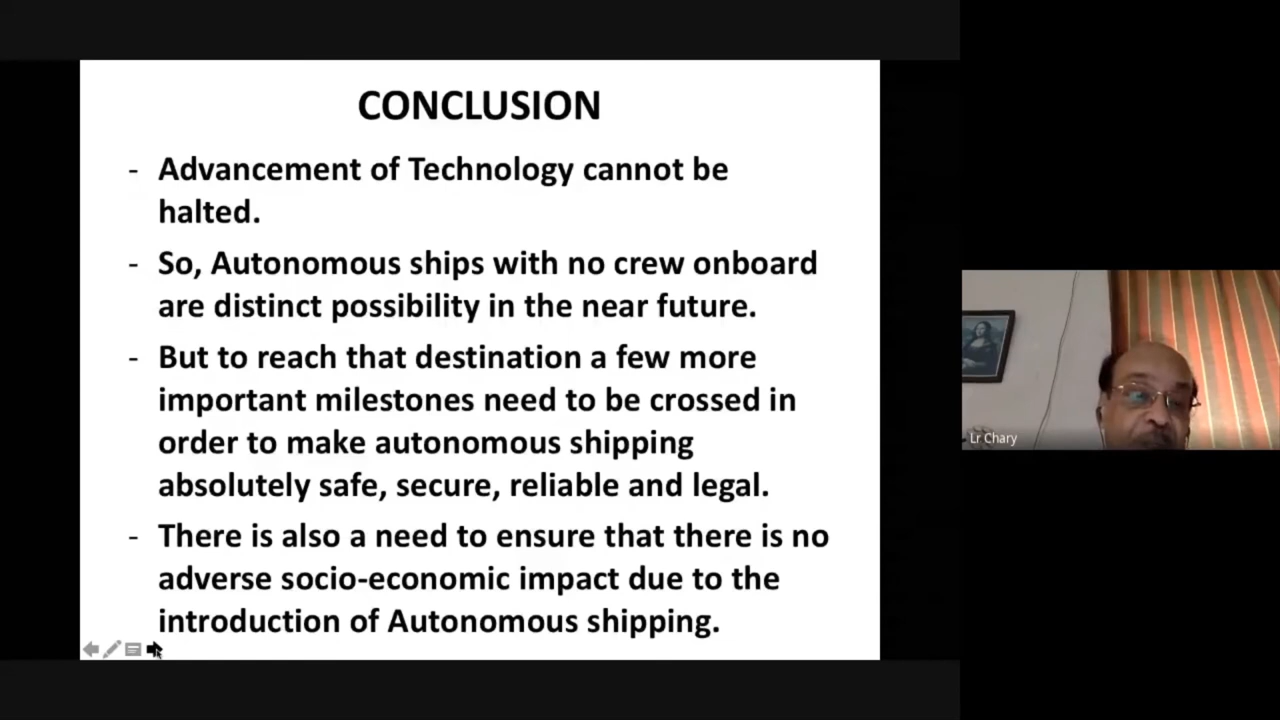 CONCLUSION
- Advancement of Technology cannot be
halted.
- So, Autonomous ships with no crew onboard
are distinct possibility in the near future.
- But to reach that destination a few more
important milestones need to be crossed in
order to make autonomous shipping
absolutely safe, secure, reliable and legal.
- There is also a need to ensure that there is no
adverse socio-economic impact due to the
introduction of Autonomous shipping.
Lr Chary